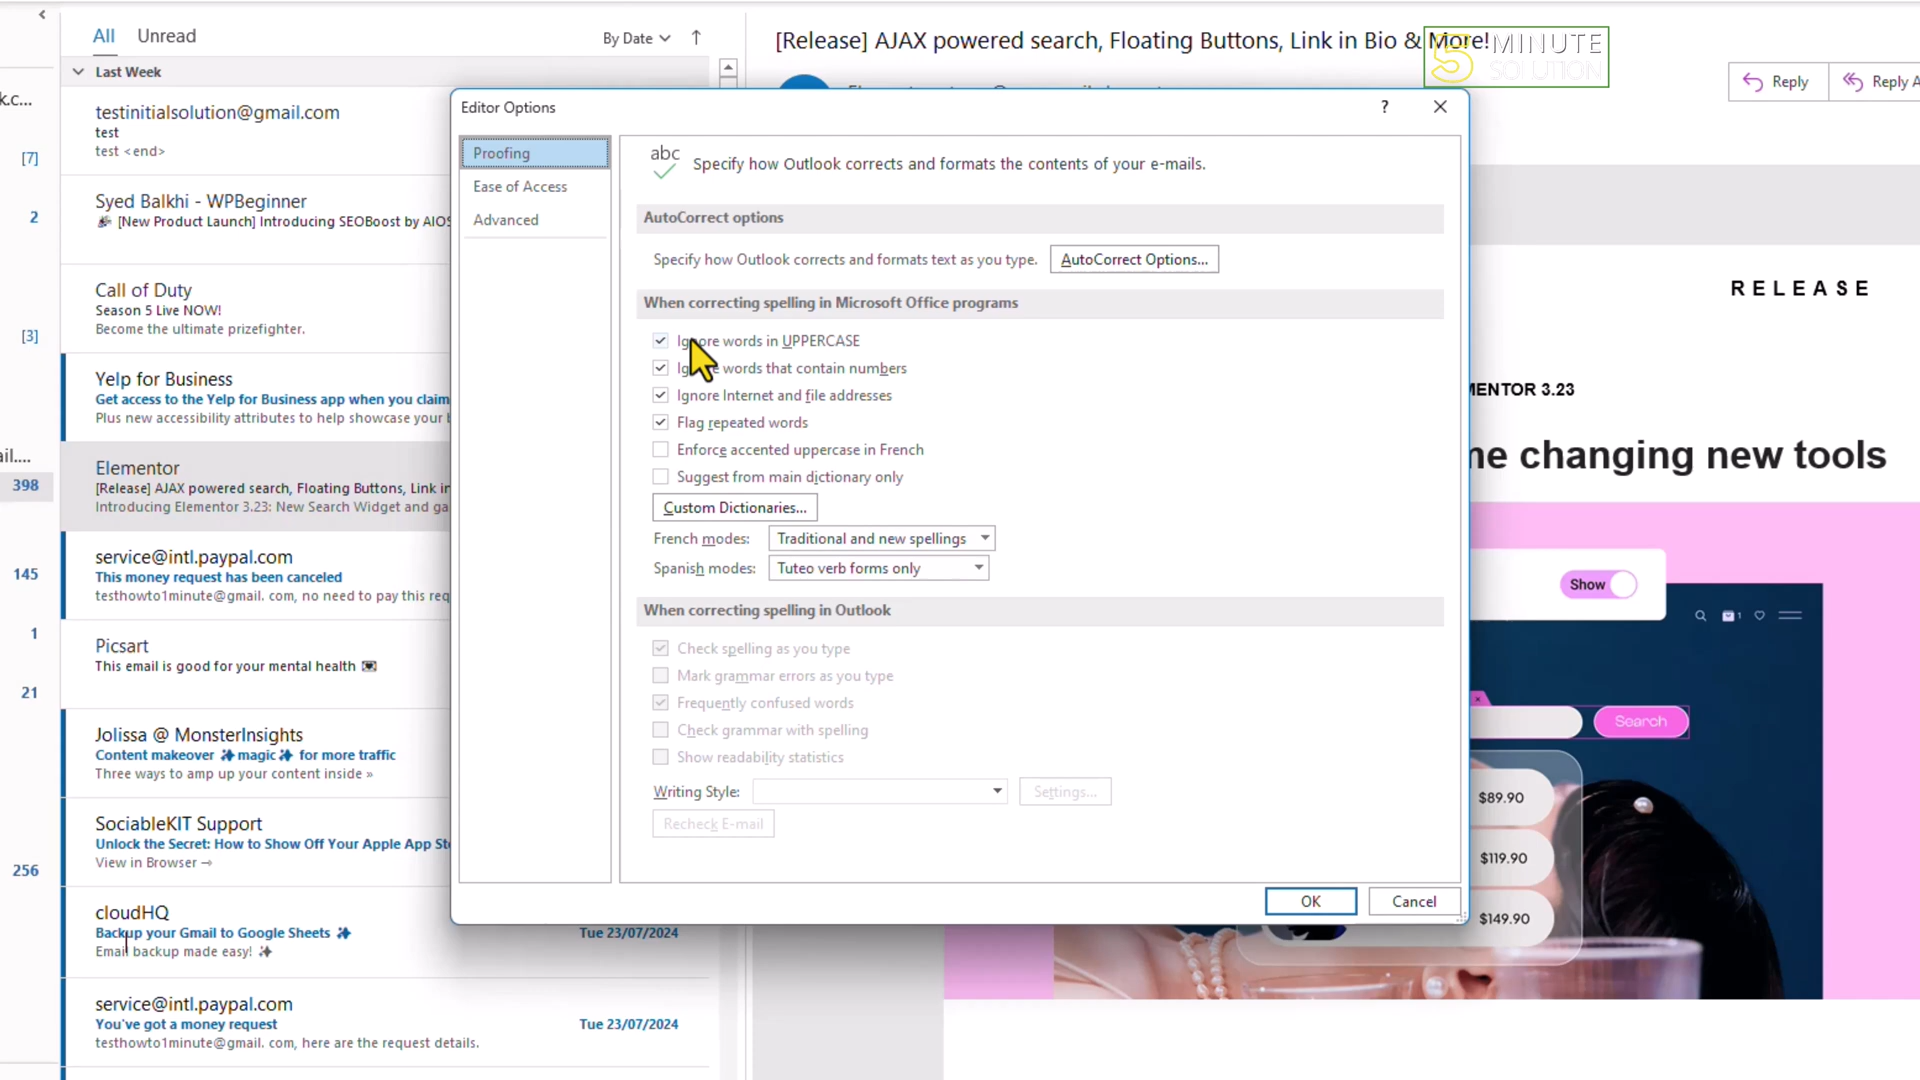 All Unread By Date
Last Week
k.c...
[7]
2
[3]
ail....
398
145
1
21
256
testinitialsolution@gmail.com
test
test <end>
Syed Balkhi - WPBeginner
[New Product Launch] Introducing SEOBoost by AIOS
Call of Duty
Season 5 Live NOW!
Become the ultimate prizefighter.
Yelp for Business
Get access to the Yelp for Business app when you claim
Plus new accessibility attributes to help showcase your b
Elementor
[Release] AJAX powered search, Floating Buttons, Link in
Introducing Elementor 3.23: New Search Widget and ga
service@intl.paypal.com
This money request has been canceled
testhowto1minute@gmail. com, no need to pay this req
Picsart
This email is good for your mental health 💌
Jolissa @ MonsterInsights
Content makeover ✨magic✨ for more traffic
Three ways to amp up your content inside »
SociableKIT Support
Unlock the Secret: How to Show Off Your Apple App Sto
View in Browser →
cloudHQ
Backup your Gmail to Google Sheets ✨ Tue 23/07/2024
Email backup made easy! ✨
service@intl.paypal.com
You've got a money request Tue 23/07/2024
testhowto1minute@gmail. com, here are the request details.
[Release] AJAX powered search, Floating Buttons, Link in Bio & More!
5 MINUTE
SOLUTION
Reply Reply A
Editor Options ?
Proofing
Ease of Access
Advanced
abc
Specify how Outlook corrects and formats the contents of your e-mails.
AutoCorrect options
Specify how Outlook corrects and formats text as you type. AutoCorrect Options...
When correcting spelling in Microsoft Office programs
Ignore words in UPPERCASE
Ignore words that contain numbers
Ignore Internet and file addresses
Flag repeated words
Enforce accented uppercase in French
Suggest from main dictionary only
Custom Dictionaries...
French modes: Traditional and new spellings
Spanish modes: Tuteo verb forms only
When correcting spelling in Outlook
Check spelling as you type
Mark grammar errors as you type
Frequently confused words
Check grammar with spelling
Show readability statistics
Writing Style: Settings...
Recheck E-mail
OK Cancel
RELEASE
MENTOR 3.23
me changing new tools
Show
1
Search
$89.90
$119.90
$149.90